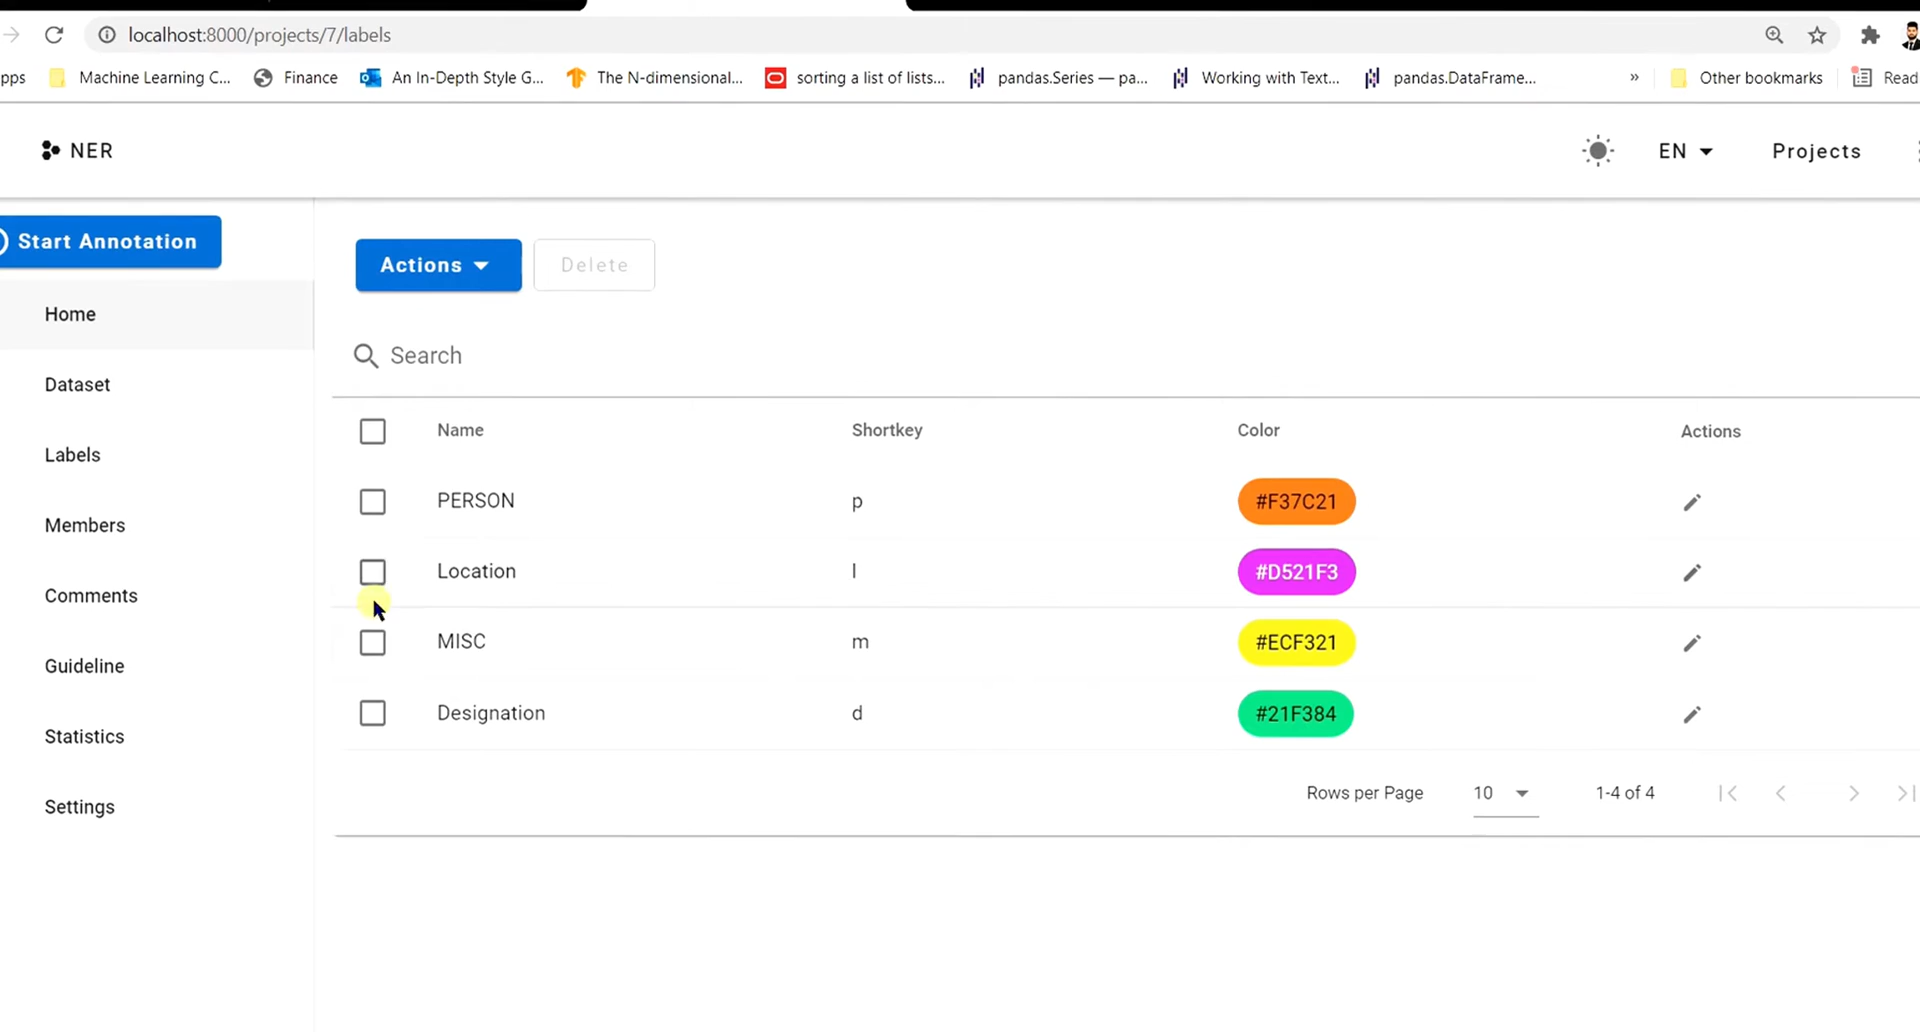 localhost:8000/projects/7/labels
pps Machine Learning C... Finance An In-Depth Style G... The N-dimensional... sorting a list of lists... pandas.Series — pa... Working with Text... pandas.DataFrame... » Other bookmarks Read
NER EN Projects
Start Annotation
Actions Delete
Home
Search
Dataset
Name Shortkey Color Actions
Labels
PERSON p #F37C21
Members
Location l #D521F3
Comments
MISC m #ECF321
Guideline
Designation d #21F384
Statistics
Rows per Page 10 1-4 of 4
Settings